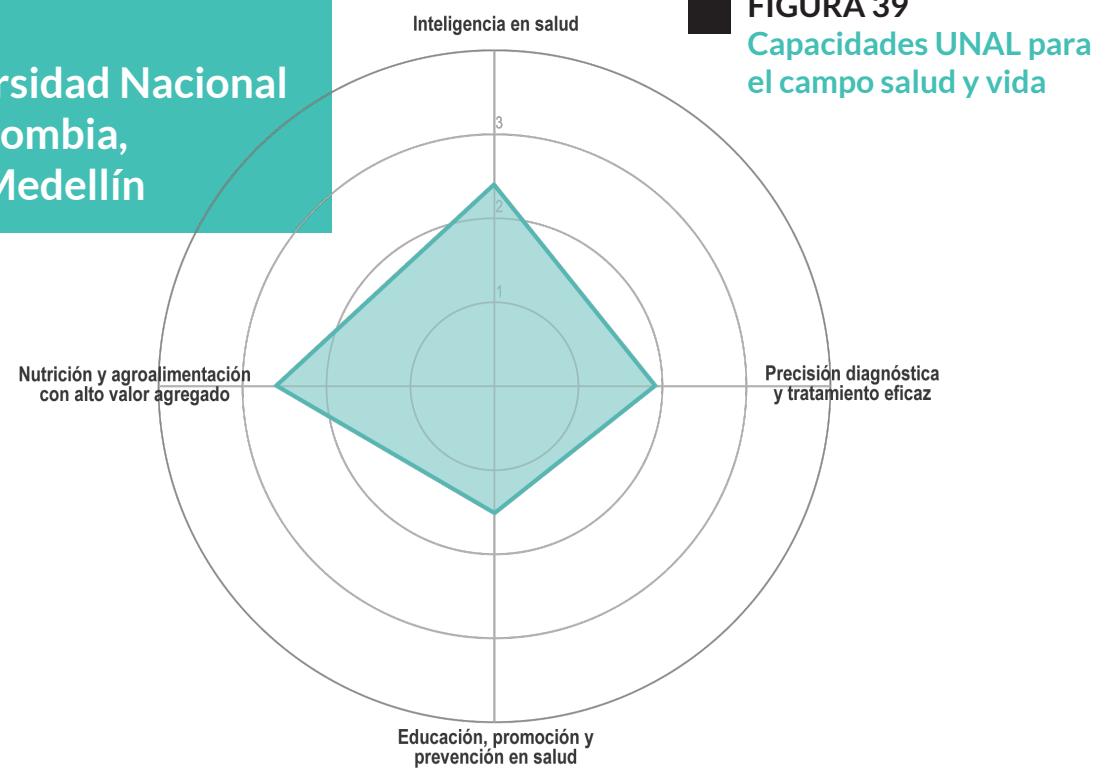 Inteligencia en salud
FIGURA 39
Capacidades UNAL para
el campo salud y vida
rsidad Nacional
ombia,
Medellín
3
2
1
Nutrición y agroalimentación
con alto valor agregado
Precisión diagnóstica
y tratamiento eficaz
Educación, promoción y
prevención en salud